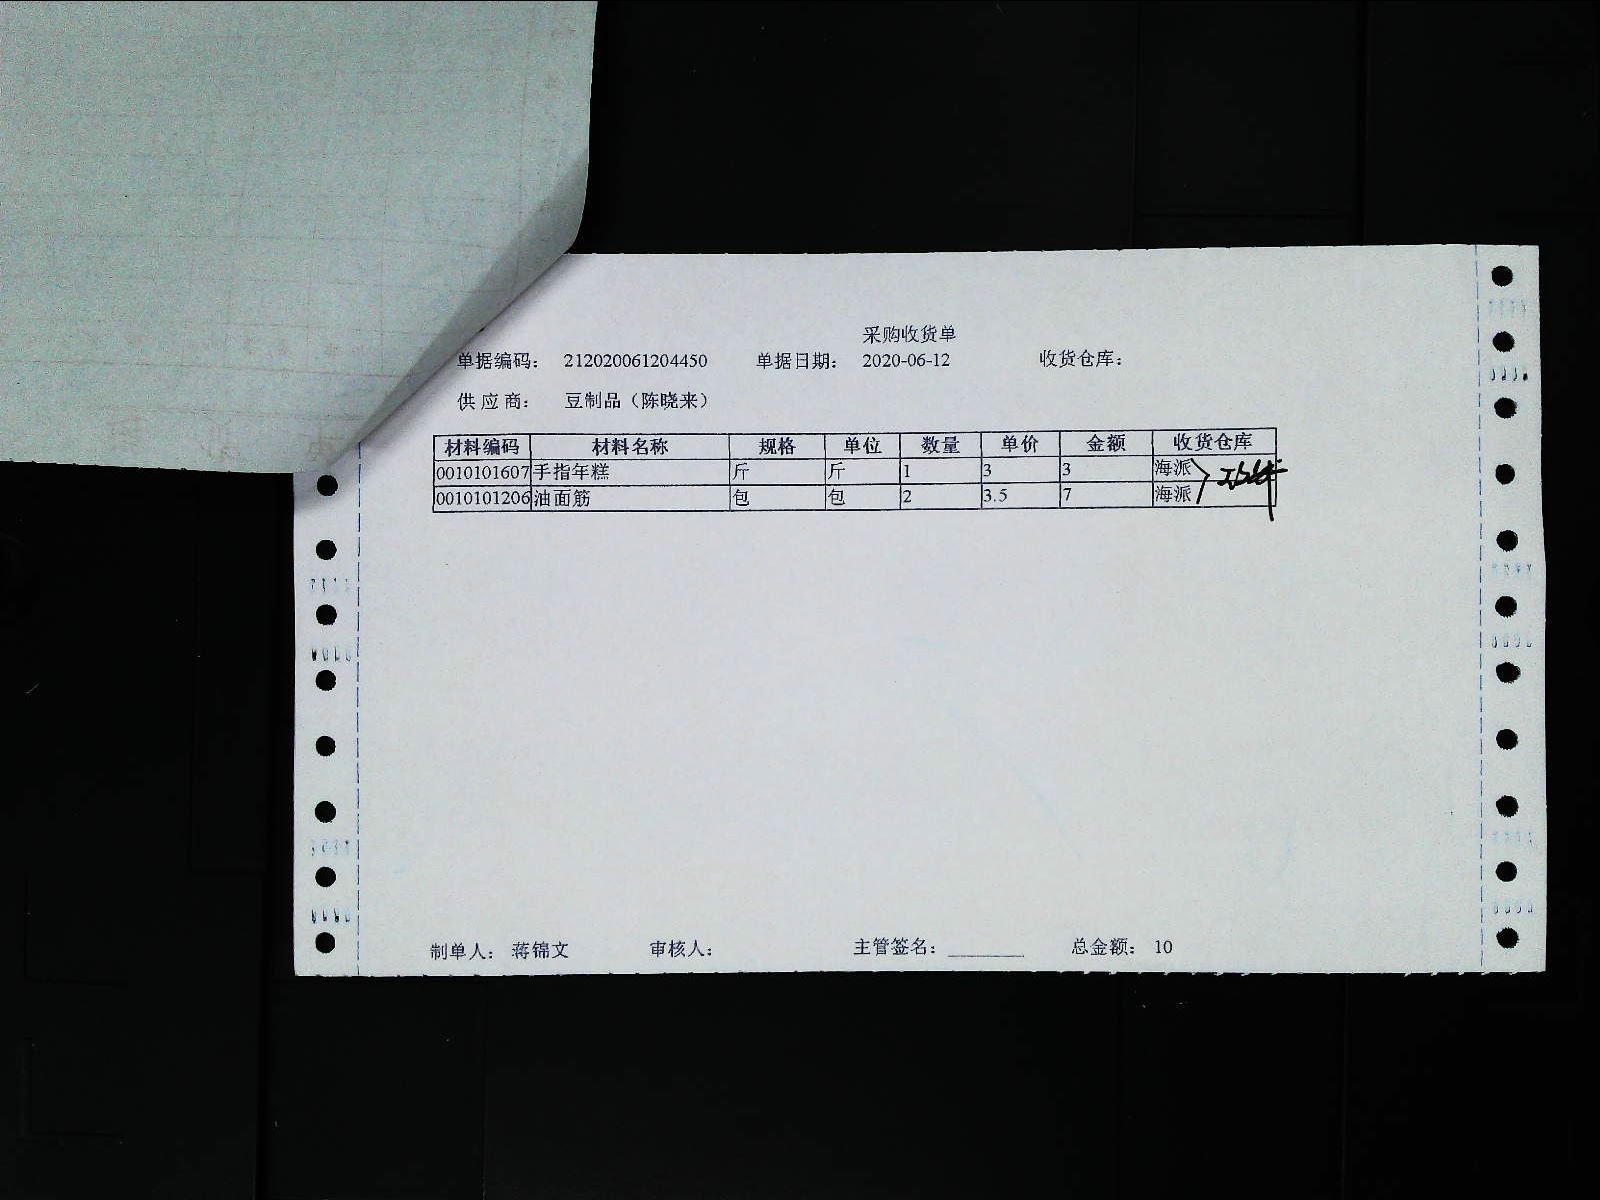 采购收货单
单据编码： 212020061204450 单据日期： 2020-06-12 收货仓库：
供 应 商： 豆制品（陈晓来）
材料编码 材料名称 规格 单位 数量 单价 金额 收货仓库
0010101607 手指年糕 斤 斤 1 3 3 海派
0010101206 油面筋 包 包 2 3.5 7 海派
制单人： 蒋锦文 审核人： 主管签名： ________ 总金额： 10